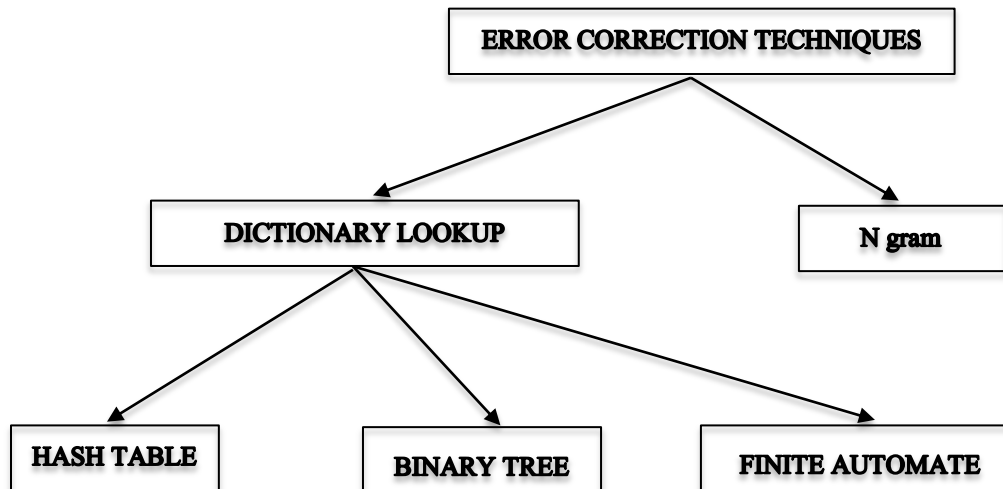 ERROR CORRECTION TECHNIQUES
DICTIONARY LOOKUP
N gram
HASH TABLE
BINARY TREE
FINITE AUTOMATE